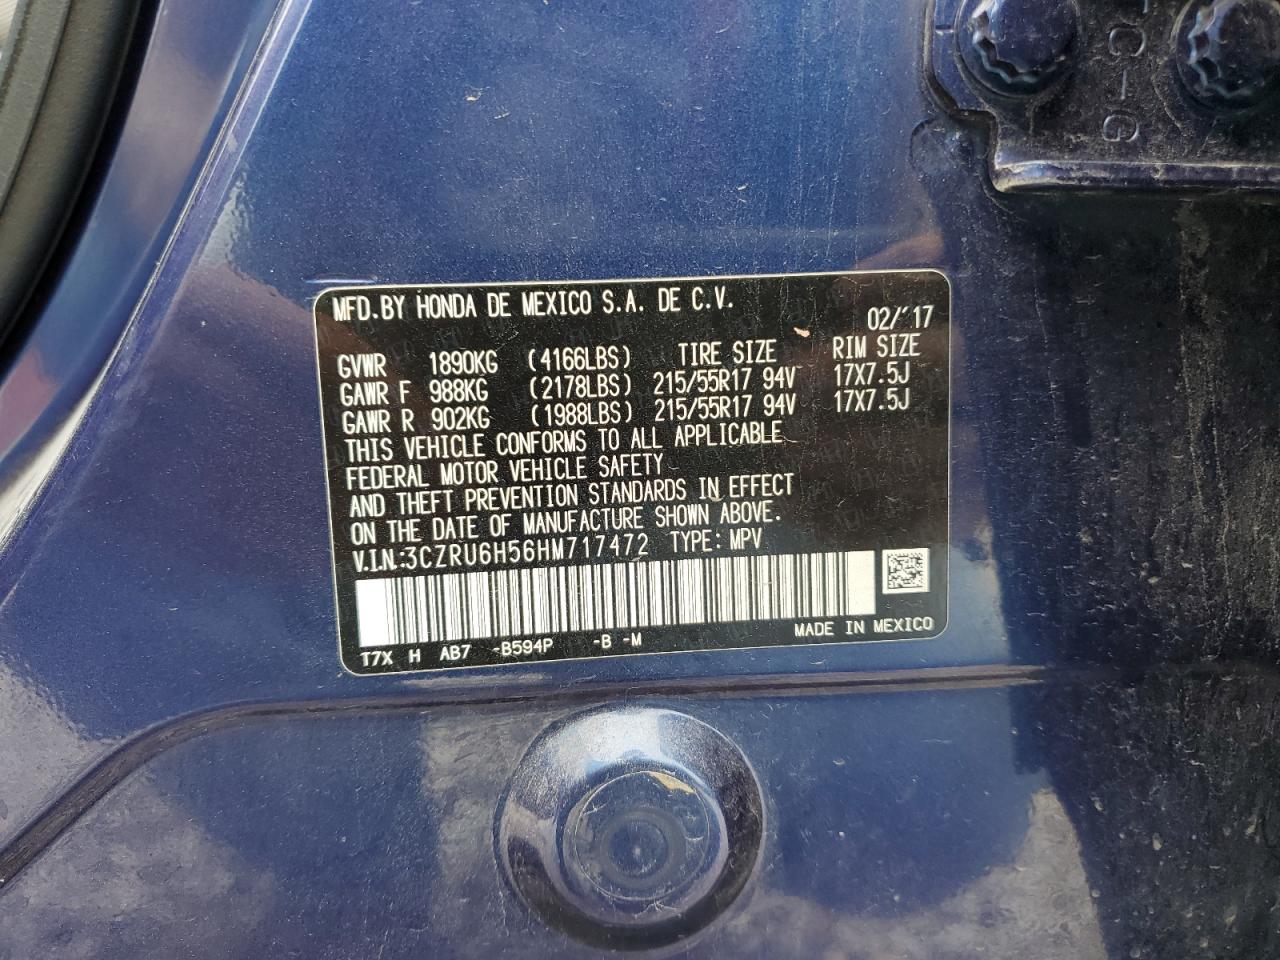 C-G
MFD.BY HONDA DE MEXICO S.A. DE C.V.
02/'17
GVWR 1890KG (4166LBS) TIRE SIZE RIM SIZE
GAWR F 988KG (2178LBS) 215/55R17 94V 17X7.5J
GAWR R 902KG (1988LBS) 215/55R17 94V 17X7.5J
THIS VEHICLE CONFORMS TO ALL APPLICABLE
FEDERAL MOTOR VEHICLE SAFETY
AND THEFT PREVENTION STANDARDS IN EFFECT
ON THE DATE OF MANUFACTURE SHOWN ABOVE.
V.I.N.:3CZRU6H56HM717472 TYPE: MPV
MADE IN MEXICO
T7X H AB7 -B594P -B -M